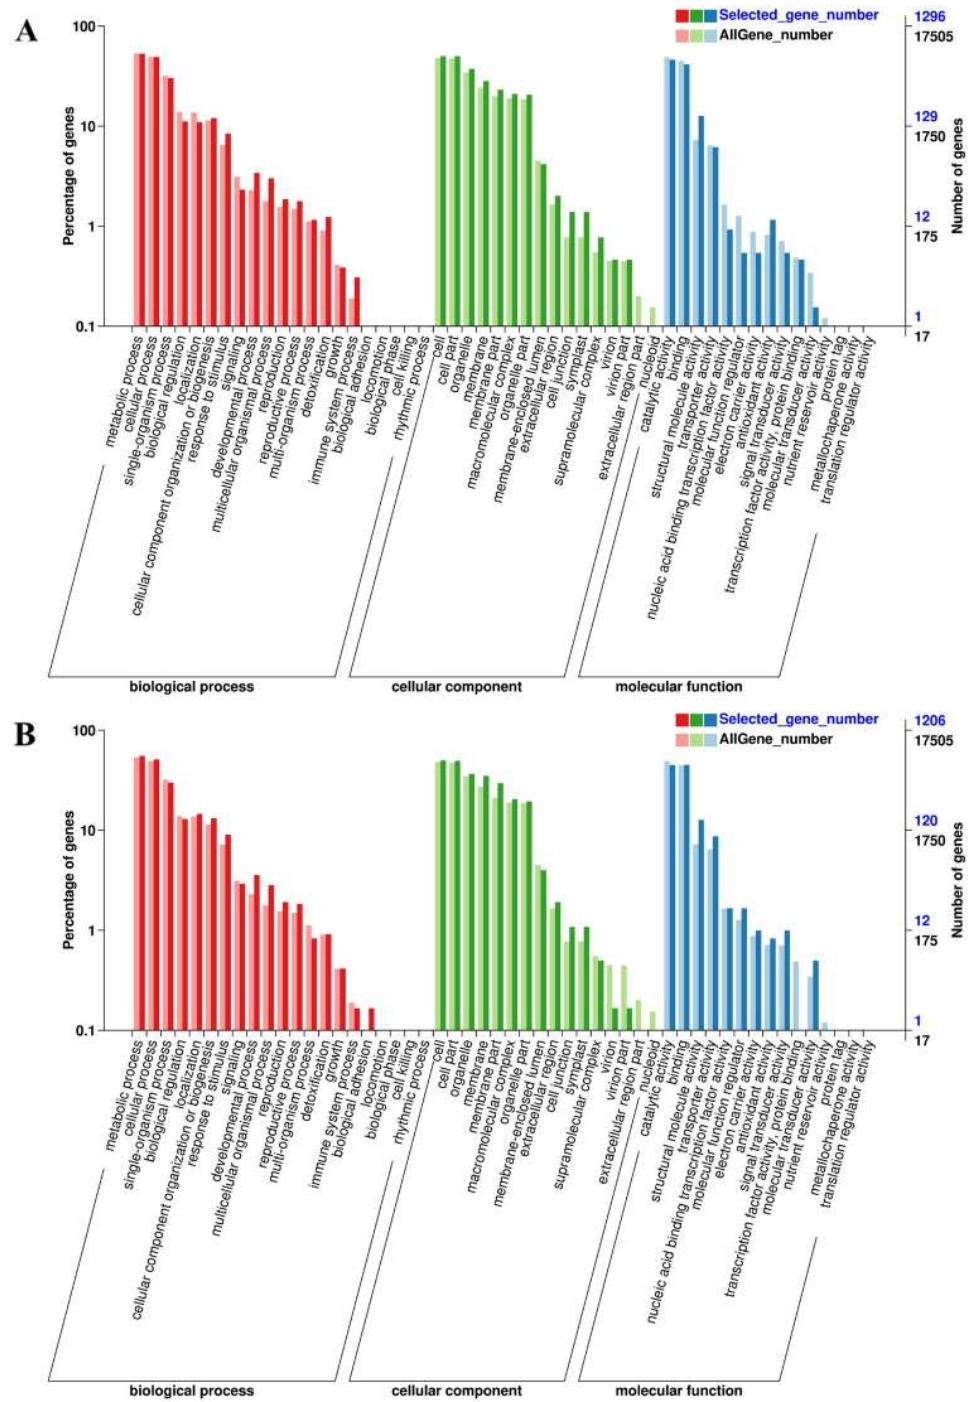 A
Selected_gene_number
AllGene_number
1296
17505
100
10
1
0.1
Percentage of genes
129
1750
12
175
1
17
Number of genes
metabolic process
cellular process
single-organism process
biological regulation
localization
cellular component organization or biogenesis
response to stimulus
signaling
developmental process
multicellular organismal process
reproduction
reproductive process
multi-organism process
detoxification
growth
immune system process
biological adhesion
locomotion
biological phase
cell killing
rhythmic process
cell
cell part
organelle
membrane
membrane part
macromolecular complex
organelle part
membrane-enclosed lumen
extracellular region
cell junction
symplast
supramolecular complex
virion
virion part
extracellular region part
nucleoid
catalytic activity
binding
structural molecule activity
transporter activity
nucleic acid binding transcription factor activity
molecular function regulator
electron carrier activity
antioxidant activity
signal transducer activity
transcription factor activity, protein binding
molecular transducer activity
nutrient reservoir activity
protein tag
metallochaperone activity
translation regulator activity
biological process
cellular component
molecular function
B
Selected_gene_number
AllGene_number
1206
17505
100
10
1
0.1
Percentage of genes
120
1750
12
175
1
17
Number of genes
metabolic process
cellular process
single-organism process
biological regulation
localization
cellular component organization or biogenesis
response to stimulus
signaling
developmental process
multicellular organismal process
reproduction
reproductive process
multi-organism process
detoxification
growth
immune system process
biological adhesion
locomotion
biological phase
cell killing
rhythmic process
cell
cell part
organelle
membrane
membrane part
macromolecular complex
organelle part
membrane-enclosed lumen
extracellular region
cell junction
symplast
supramolecular complex
virion
virion part
extracellular region part
nucleoid
catalytic activity
binding
structural molecule activity
transporter activity
nucleic acid binding transcription factor activity
molecular function regulator
electron carrier activity
antioxidant activity
signal transducer activity
transcription factor activity, protein binding
molecular transducer activity
nutrient reservoir activity
protein tag
metallochaperone activity
translation regulator activity
biological process
cellular component
molecular function